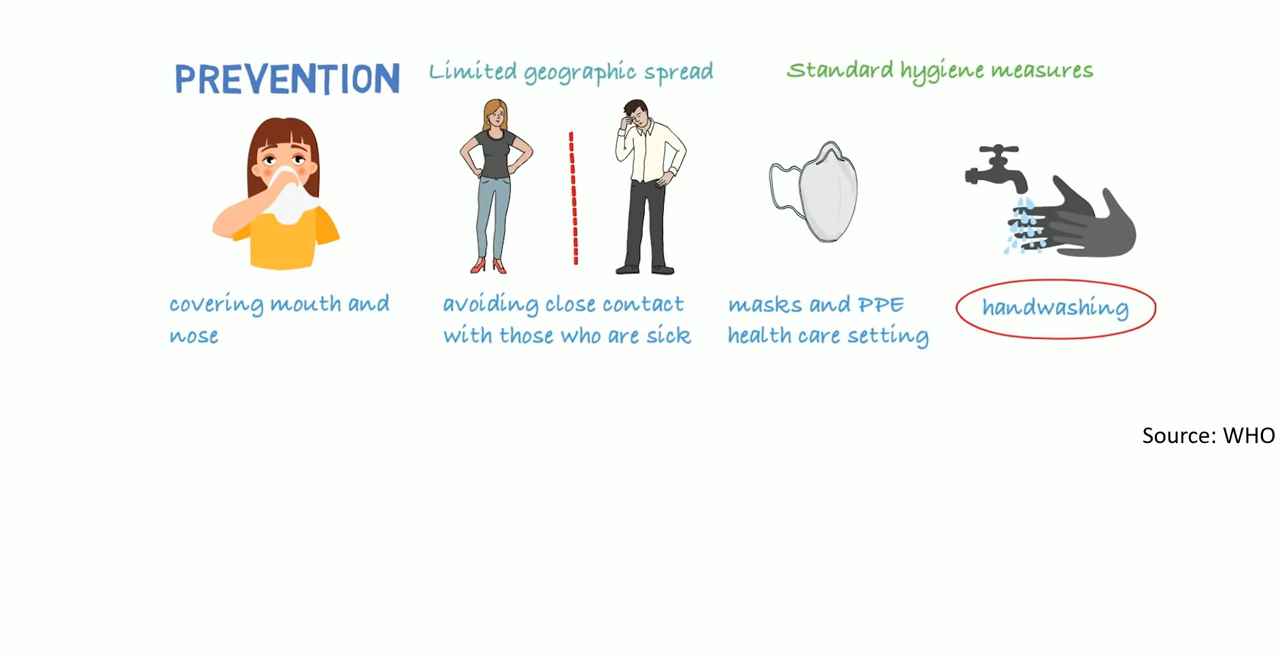 PREVENTION
Limited geographic spread
Standard hygiene measures
covering mouth and
nose
avoiding close contact
with those who are sick
masks and PPE
health care setting
handwashing
Source: WHO